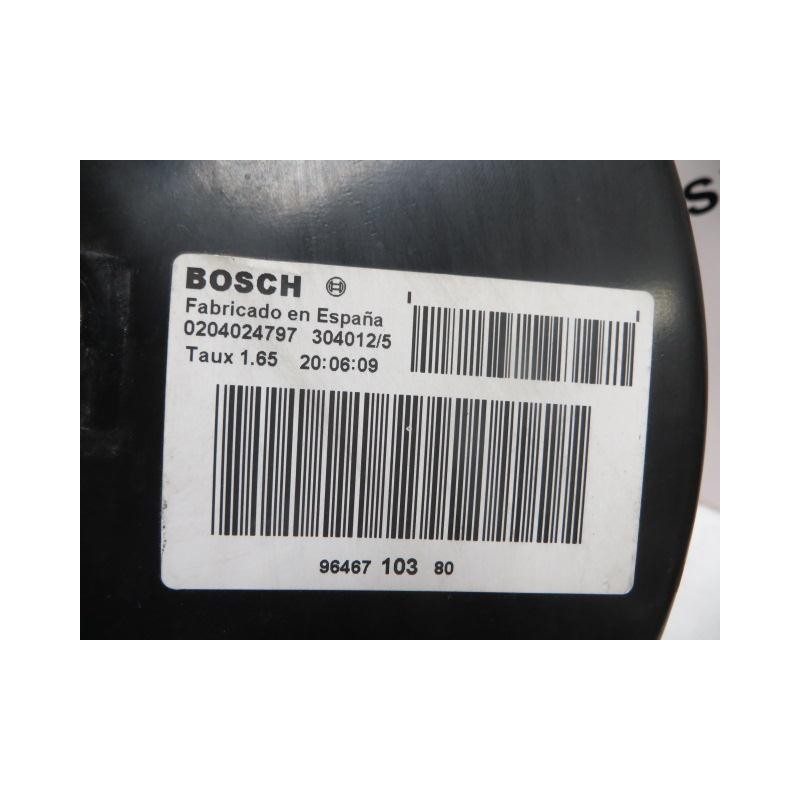 BOSCH
Fabricado en España
0204024797 304012/5
Taux 1.65 20:06:09
96467 103 80